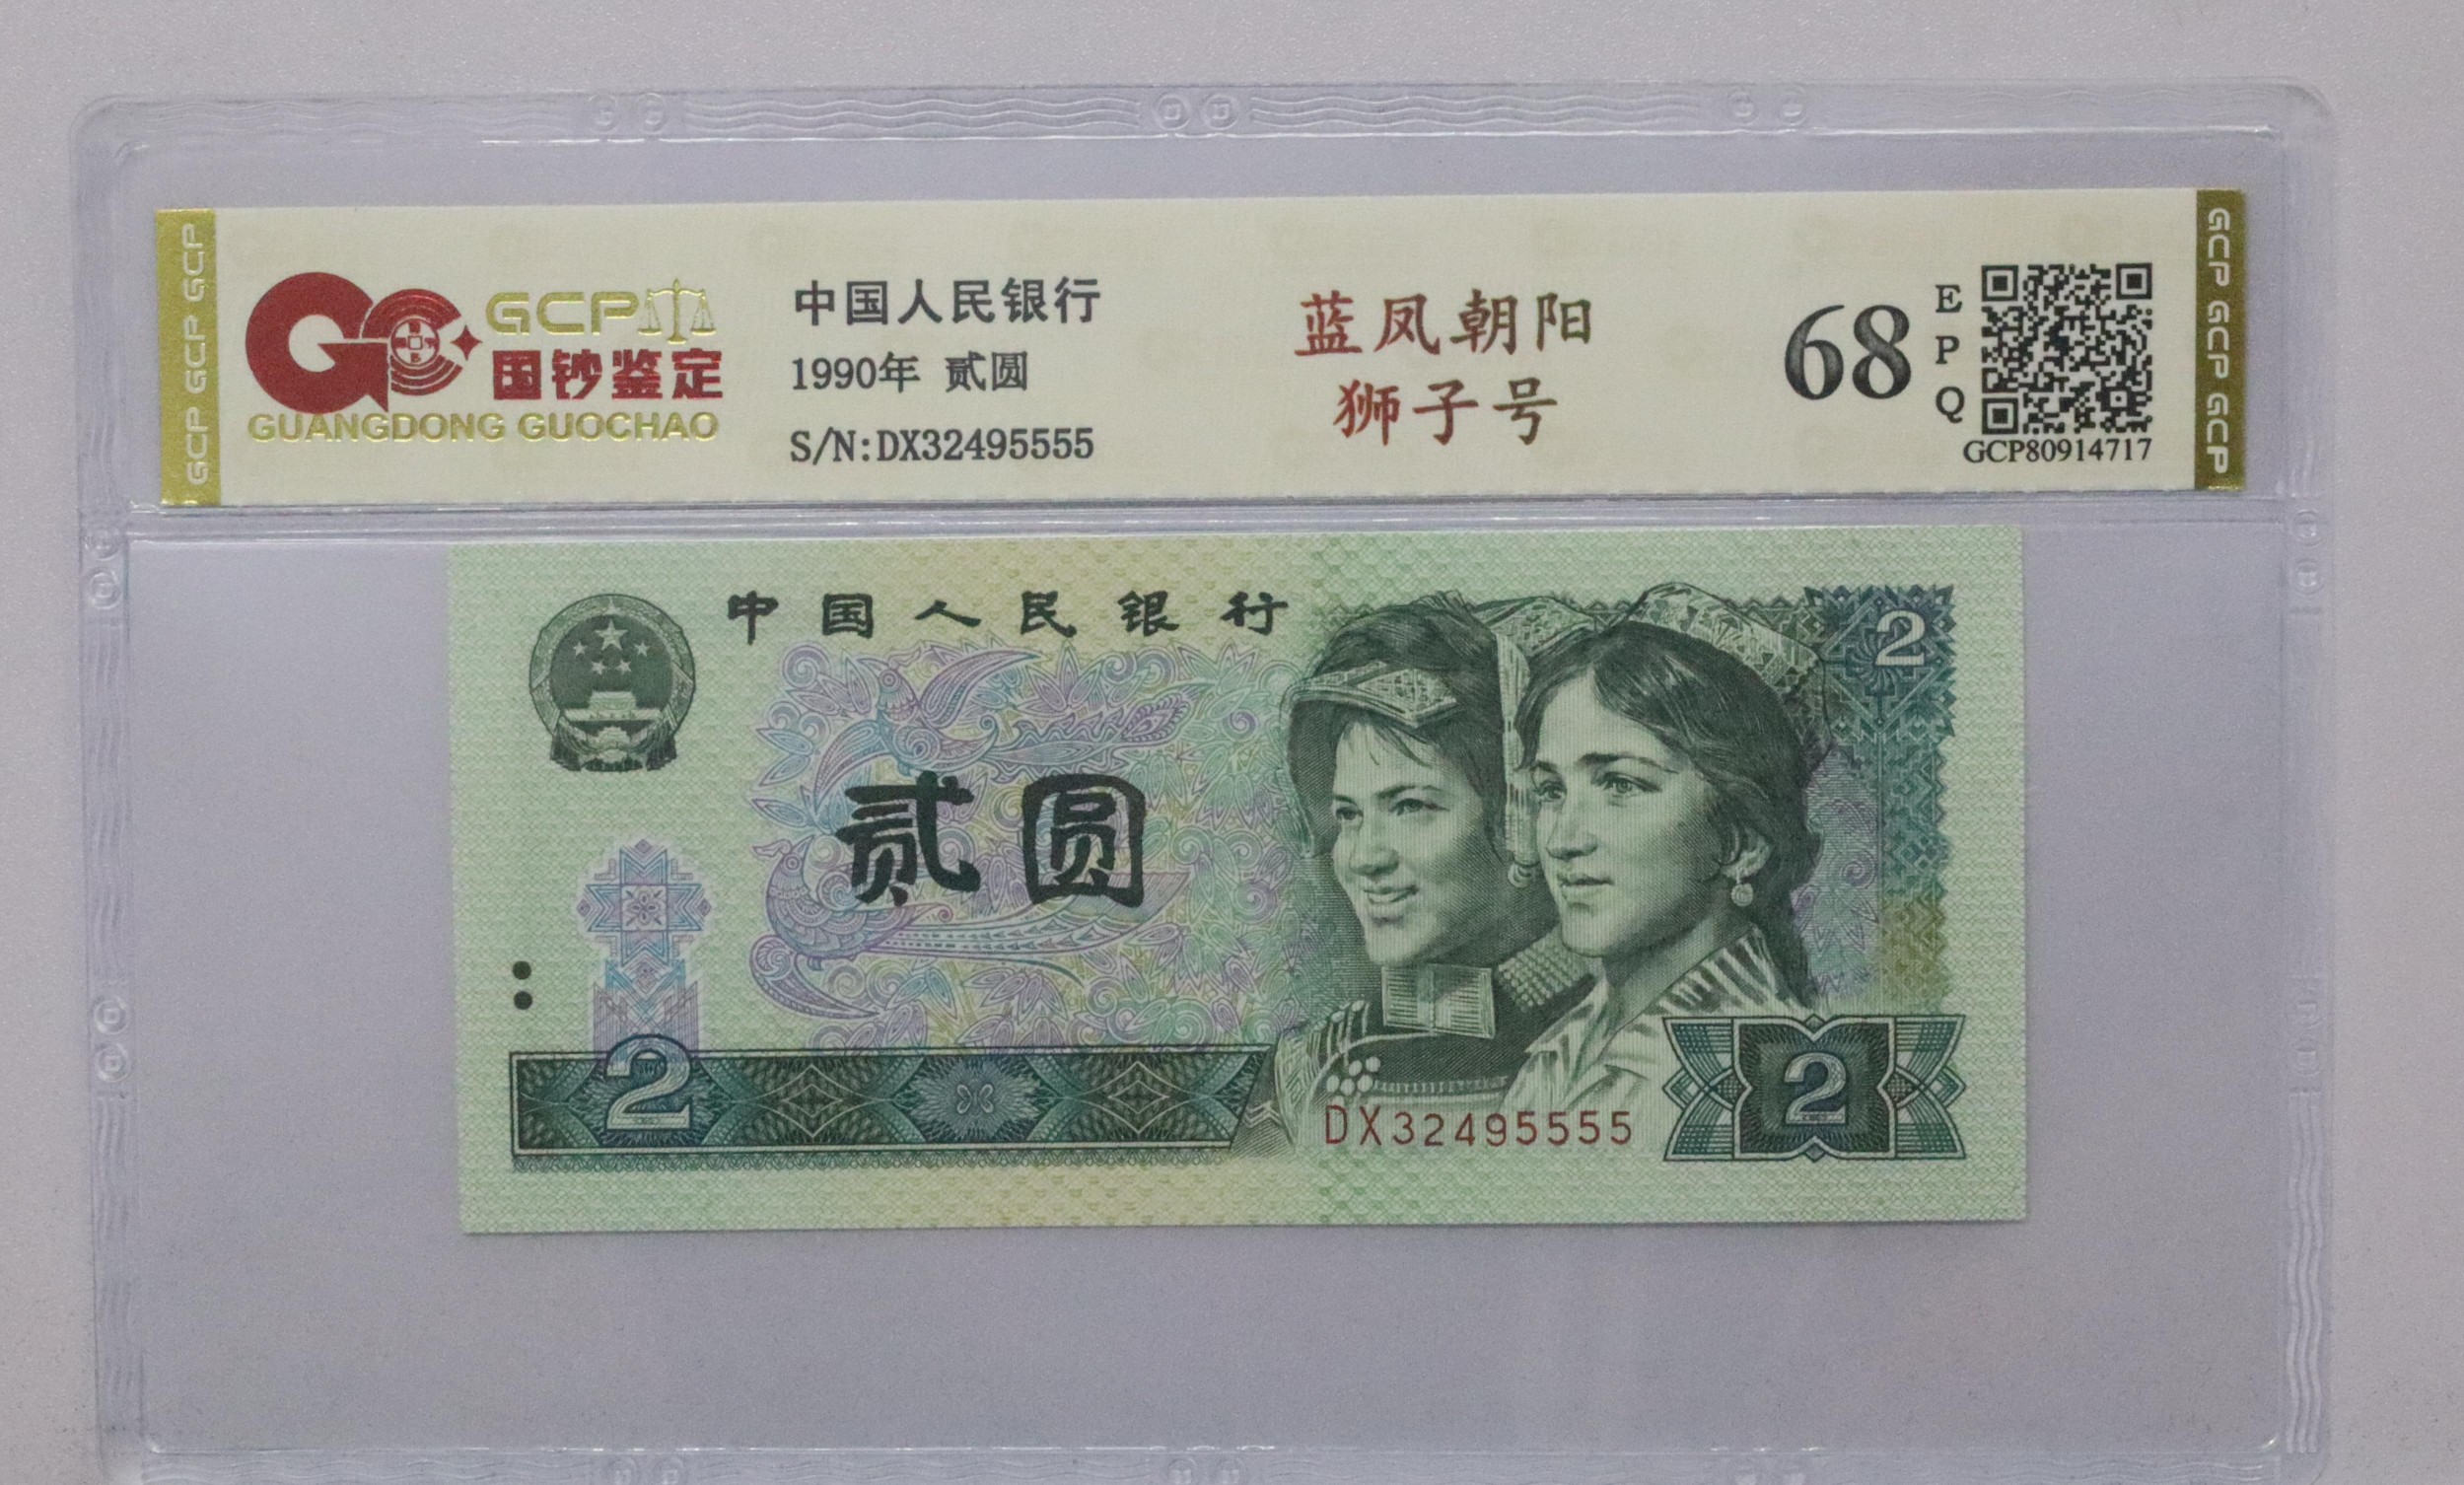 GCP GCP GCP
GCP
国钞鉴定
GUANGDONG GUOCHAO
中国人民银行
1990年 贰圆
S/N:DX32495555
蓝凤朝阳
狮子号
68
E
P
Q
GCP80914717
GCP GCP GCP
中国人民银行
2
贰圆
2
DX32495555
2